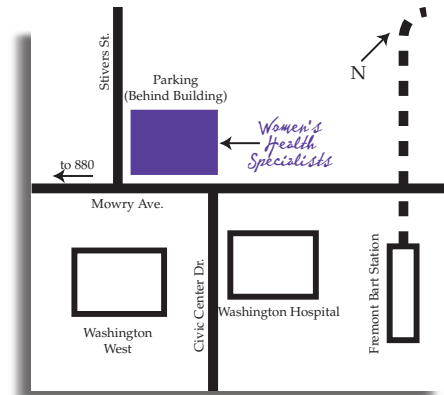 Stivers St.
Parking
(Behind Building)
N
Women's
Health
Specialists
to 880
Mowry Ave.
Civic Center Dr.
Washington Hospital
Fremont Bart Station
Washington
West